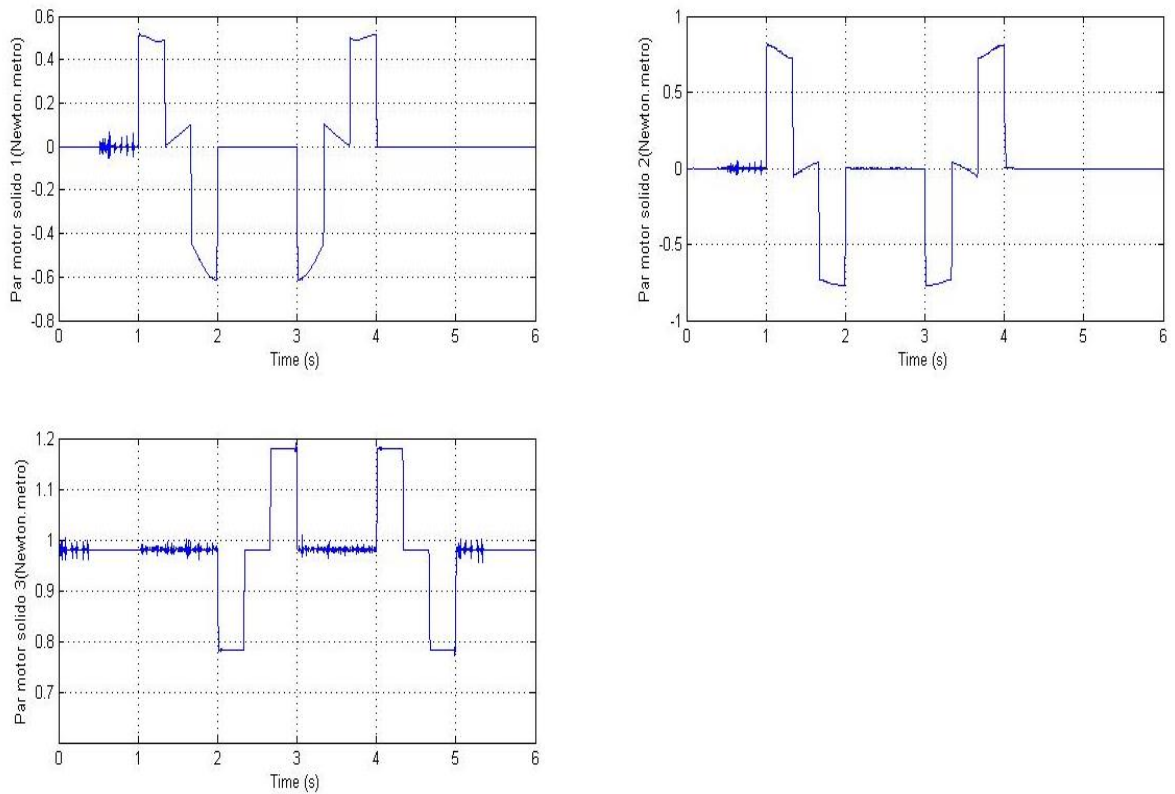 0.6
0.4
0.2
0
-0.2
-0.4
-0.6
-0.8
Par motor solido 1(Newton.metro)
0 1 2 3 4 5 6
Time (s)
1
0.5
0
-0.5
-1
Par motor solido 2(Newton.metro)
0 1 2 3 4 5 6
Time (s)
1.2
1.1
1
0.9
0.8
0.7
Par motor solido 3(Newton.metro)
0 1 2 3 4 5 6
Time (s)